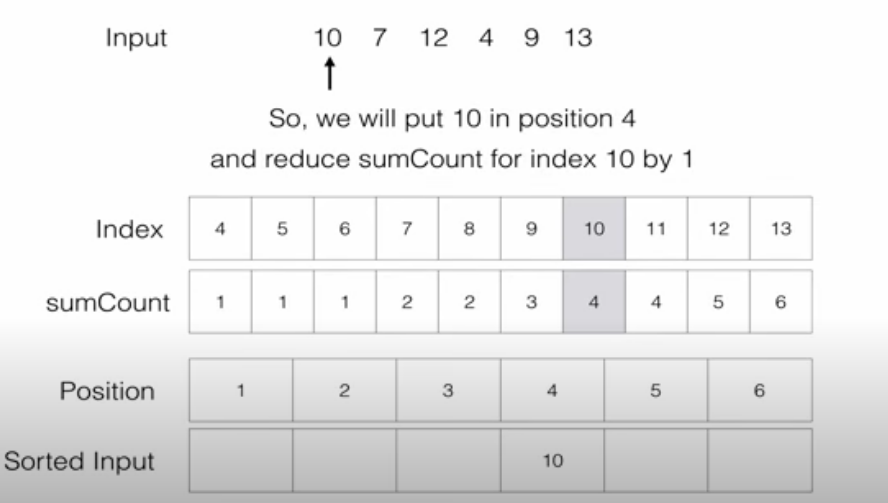 Input 10 7 12 4 9 13
So, we will put 10 in position 4
and reduce sumCount for index 10 by 1
Index 4 5 6 7 8 9 10 11 12 13
sumCount 1 1 1 2 2 3 4 4 5 6
Position 1 2 3 4 5 6
Sorted Input 10